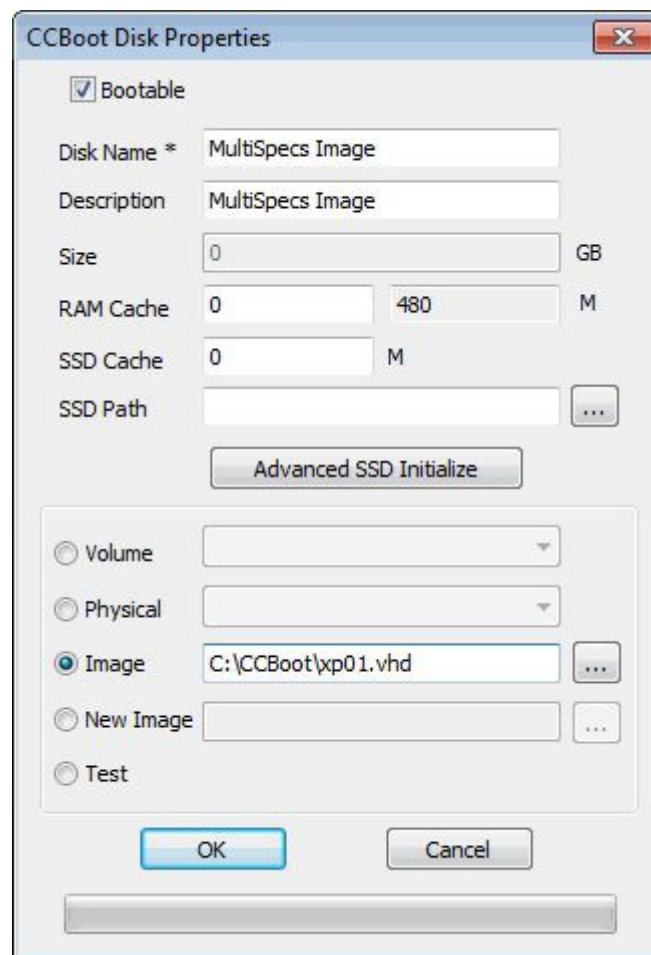 CCBoot Disk Properties
Bootable
Disk Name * MultiSpecs Image
Description MultiSpecs Image
Size 0 GB
RAM Cache 0 480 M
SSD Cache 0 M
SSD Path ...
Advanced SSD Initialize
Volume
Physical
Image C:\CCBoot\xp01.vhd ...
New Image ...
Test
OK Cancel